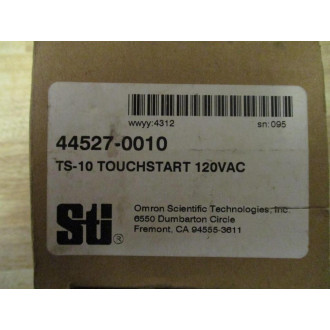 wwyy:4312 sn:095
44527-0010
TS-10 TOUCHSTART 120VAC
Sti®
Omron Scientific Technologies, Inc.
6550 Dumbarton Circle
Fremont, CA 94555-3611